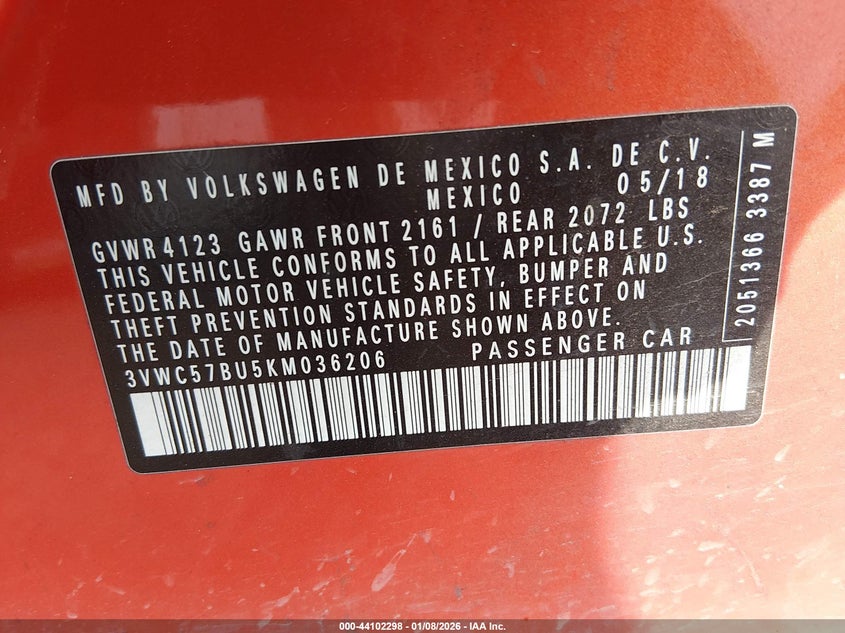 MFD BY VOLKSWAGEN DE MEXICO S.A. DE C.V.
MEXICO 05/18
GVWR 4123 GAWR FRONT 2161 / REAR 2072 LBS
THIS VEHICLE CONFORMS TO ALL APPLICABLE U.S.
FEDERAL MOTOR VEHICLE SAFETY, BUMPER AND
THEFT PREVENTION STANDARDS IN EFFECT ON
THE DATE OF MANUFACTURE SHOWN ABOVE.
3VWC57BU5KM036206 PASSENGER CAR
2051366 3387 M
000-44102298 - 01/08/2026 - IAA Inc.